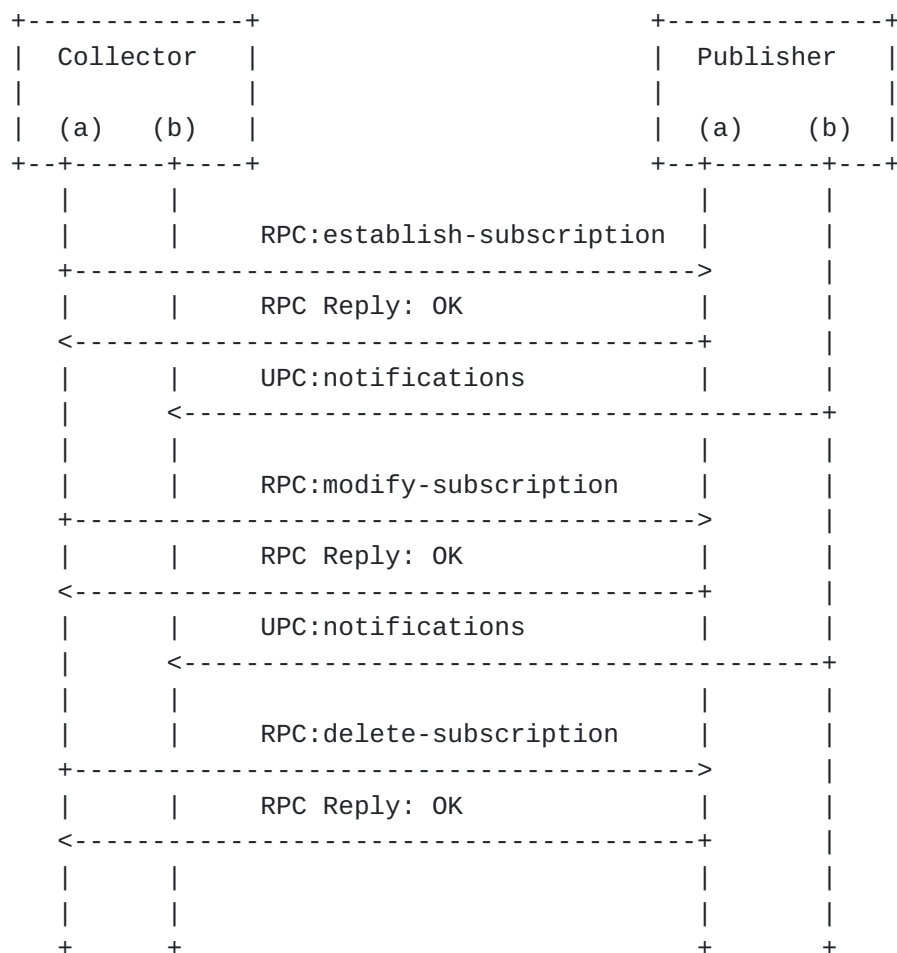 Collector Publisher
(a) (b) (a) (b)
RPC:establish-subscription
RPC Reply: OK
UPC:notifications
RPC:modify-subscription
RPC Reply: OK
UPC:notifications
RPC:delete-subscription
RPC Reply: OK